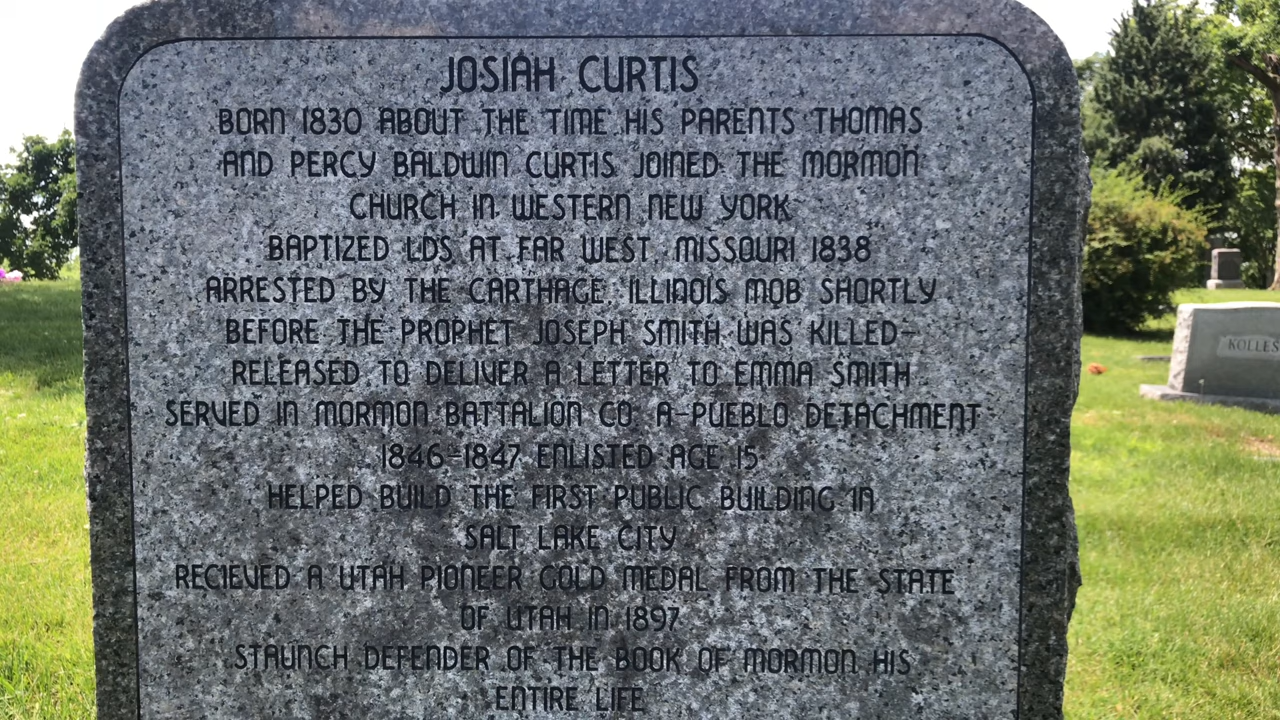 JOSIAH CURTIS
BORN 1830 ABOUT THE TIME HIS PARENTS THOMAS
AND PERCY BALDWIN CURTIS JOINED THE MORMON
CHURCH IN WESTERN NEW YORK
BAPTIZED LDS AT FAR WEST, MISSOURI 1838
ARRESTED BY THE CARTHAGE, ILLINOIS MOB SHORTLY
BEFORE THE PROPHET JOSEPH SMITH WAS KILLED-
RELEASED TO DELIVER A LETTER TO EMMA SMITH
SERVED IN MORMON BATTALION CO. A-PUEBLO DETACHMENT
1846-1847, ENLISTED AGE 15
HELPED BUILD THE FIRST PUBLIC BUILDING IN
SALT LAKE CITY
RECIEVED A UTAH PIONEER GOLD MEDAL FROM THE STATE
OF UTAH IN 1897
STAUNCH DEFENDER OF THE BOOK OF MORMON HIS
ENTIRE LIFE